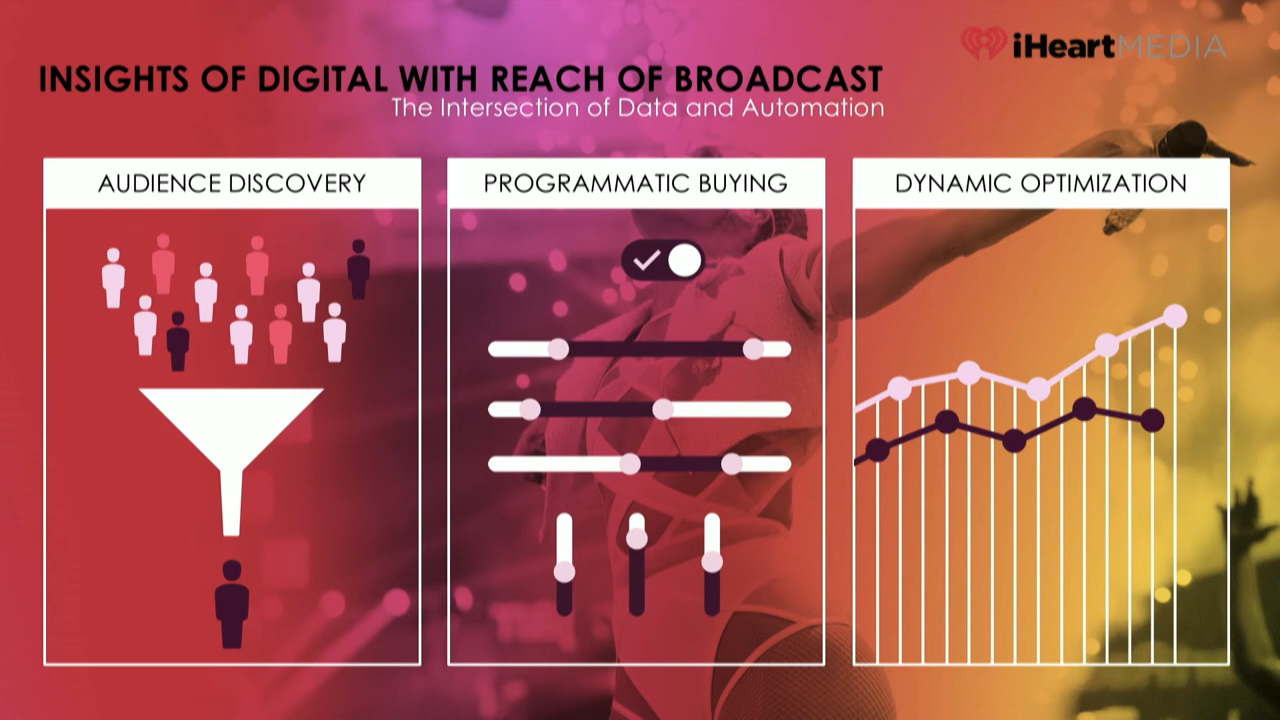 iHeartMEDIA
INSIGHTS OF DIGITAL WITH REACH OF BROADCAST
The Intersection of Data and Automation
AUDIENCE DISCOVERY
PROGRAMMATIC BUYING
DYNAMIC OPTIMIZATION